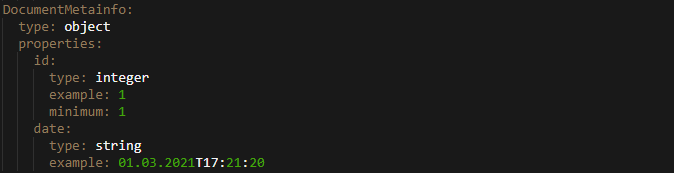 DocumentMetainfo:
type: object
properties:
id:
type: integer
example: 1
minimum: 1
date:
type: string
example: 01.03.2021T17:21:20